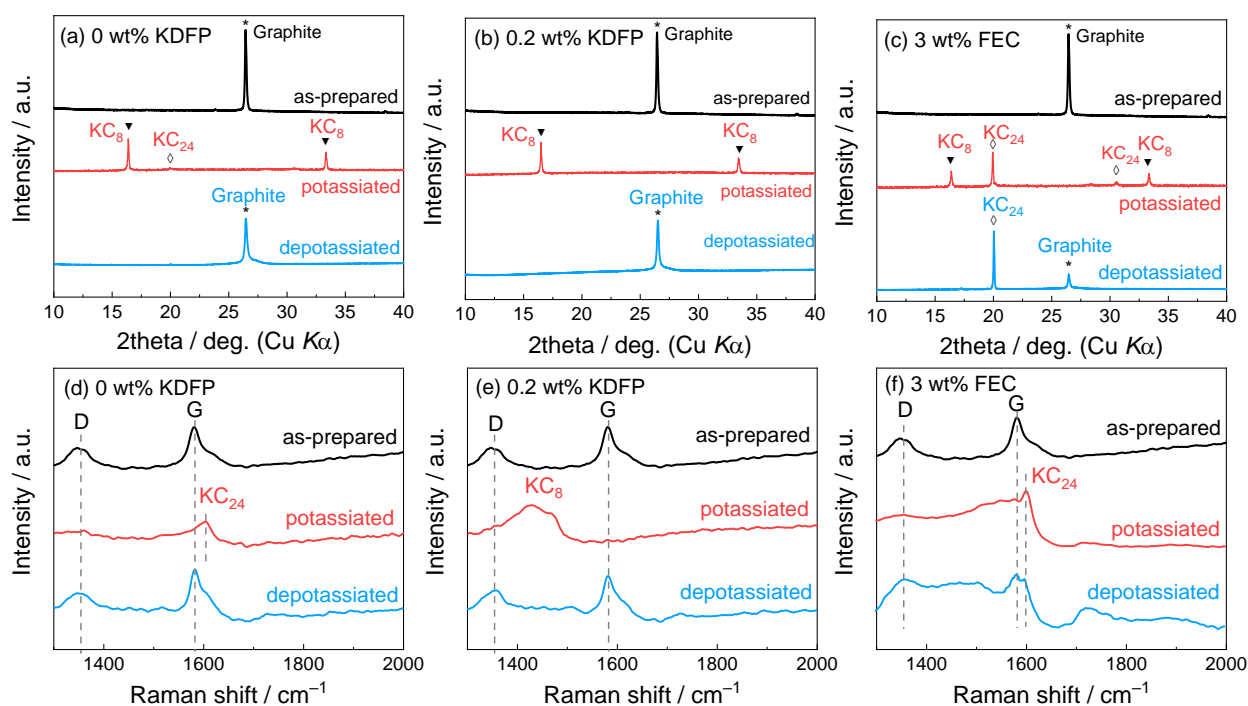 (a) 0 wt% KDFP
* Graphite
as-prepared
KC8
KC24
KC8
potassiated
Graphite
*
depotassiated
10 15 20 25 30 35 40
2theta / deg. (Cu Kα)
Intensity / a.u.
(b) 0.2 wt% KDFP
* Graphite
as-prepared
KC8
KC8
potassiated
Graphite
*
depotassiated
10 15 20 25 30 35 40
2theta / deg. (Cu Kα)
Intensity / a.u.
(c) 3 wt% FEC
* Graphite
as-prepared
KC8
KC24
KC24
KC8
potassiated
KC24
Graphite
*
depotassiated
10 15 20 25 30 35 40
2theta / deg. (Cu Kα)
Intensity / a.u.
(d) 0 wt% KDFP
D
G
as-prepared
KC24
potassiated
depotassiated
1400 1600 1800 2000
Raman shift / cm⁻¹
Intensity / a.u.
(e) 0.2 wt% KDFP
D
G
as-prepared
KC8
potassiated
depotassiated
1400 1600 1800 2000
Raman shift / cm⁻¹
Intensity / a.u.
(f) 3 wt% FEC
D
G
as-prepared
KC24
potassiated
depotassiated
1400 1600 1800 2000
Raman shift / cm⁻¹
Intensity / a.u.